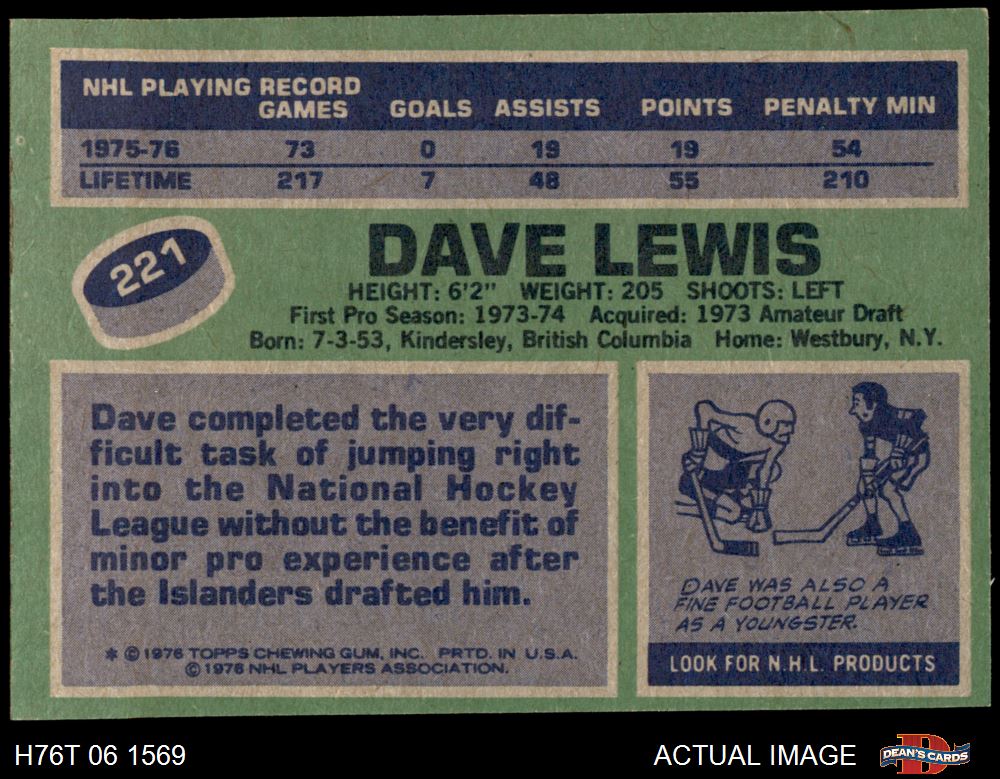 NHL PLAYING RECORD
GAMES GOALS ASSISTS POINTS PENALTY MIN
1975-76 73 0 19 19 54
LIFETIME 217 7 48 55 210
221
DAVE LEWIS
HEIGHT: 6'2" WEIGHT: 205 SHOOTS: LEFT
First Pro Season: 1973-74 Acquired: 1973 Amateur Draft
Born: 7-3-53, Kindersley, British Columbia Home: Westbury, N.Y.
Dave completed the very dif-
ficult task of jumping right
into the National Hockey
League without the benefit of
minor pro experience after
the Islanders drafted him.
* © 1976 TOPPS CHEWING GUM, INC. PRTD. IN U.S.A.
© 1976 NHL PLAYERS ASSOCIATION.
DAVE WAS ALSO A
FINE FOOTBALL PLAYER
AS A YOUNGSTER.
LOOK FOR N.H.L. PRODUCTS
H76T 06 1569
ACTUAL IMAGE
D
DEAN'S CARDS